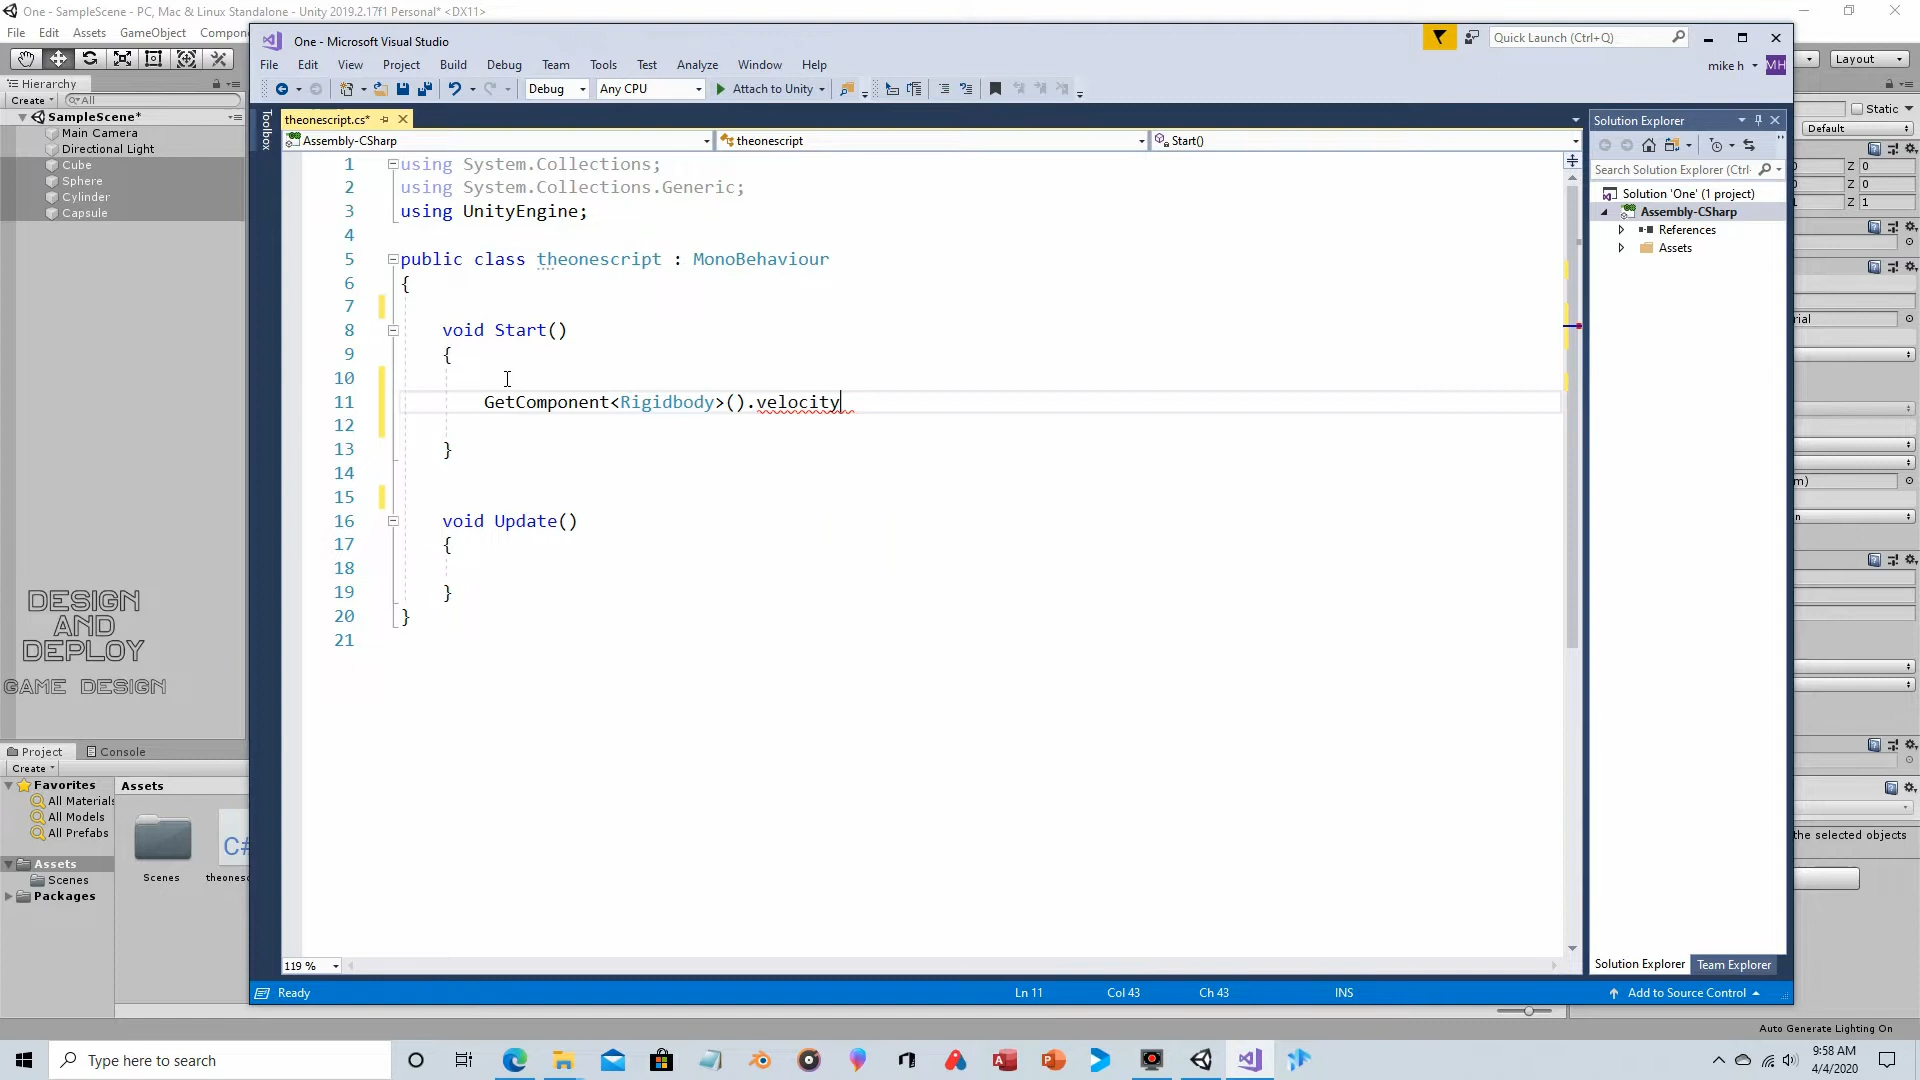 One - SampleScene - PC, Mac & Linux Standalone - Unity 2019.2.17f1 Personal* <DX11>
File Edit Assets GameObject Compon
Layout
Hierarchy
Create All
SampleScene*
Main Camera
Directional Light
Cube
Sphere
Cylinder
Capsule
DESIGN
AND
DEPLOY
GAME DESIGN
Project Console
Create
Favorites
All Materials
All Models
All Prefabs
Assets
Scenes
Packages
Assets
Scenes
theonesc
One - Microsoft Visual Studio
Quick Launch (Ctrl+Q)
File Edit View Project Build Debug Team Tools Test Analyze Window Help
mike h MH
Debug Any CPU Attach to Unity
Toolbox
theonescript.cs*
Assembly-CSharp theonescript Start()
1 using System.Collections;
2 using System.Collections.Generic;
3 using UnityEngine;
4
5 public class theonescript : MonoBehaviour
6 {
7
8 void Start()
9 {
10
11 GetComponent<Rigidbody>().velocity
12
13 }
14
15
16 void Update()
17 {
18
19 }
20 }
21
119 %
Ready Ln 11 Col 43 Ch 43 INS Add to Source Control
Solution Explorer
Search Solution Explorer (Ctrl-
Solution 'One' (1 project)
Assembly-CSharp
References
Assets
Solution Explorer Team Explorer
Static
Default
0 Z 0
0 Z 0
1 Z 1
rial
m)
n
the selected objects
Auto Generate Lighting On
Type here to search
9:58 AM
4/4/2020